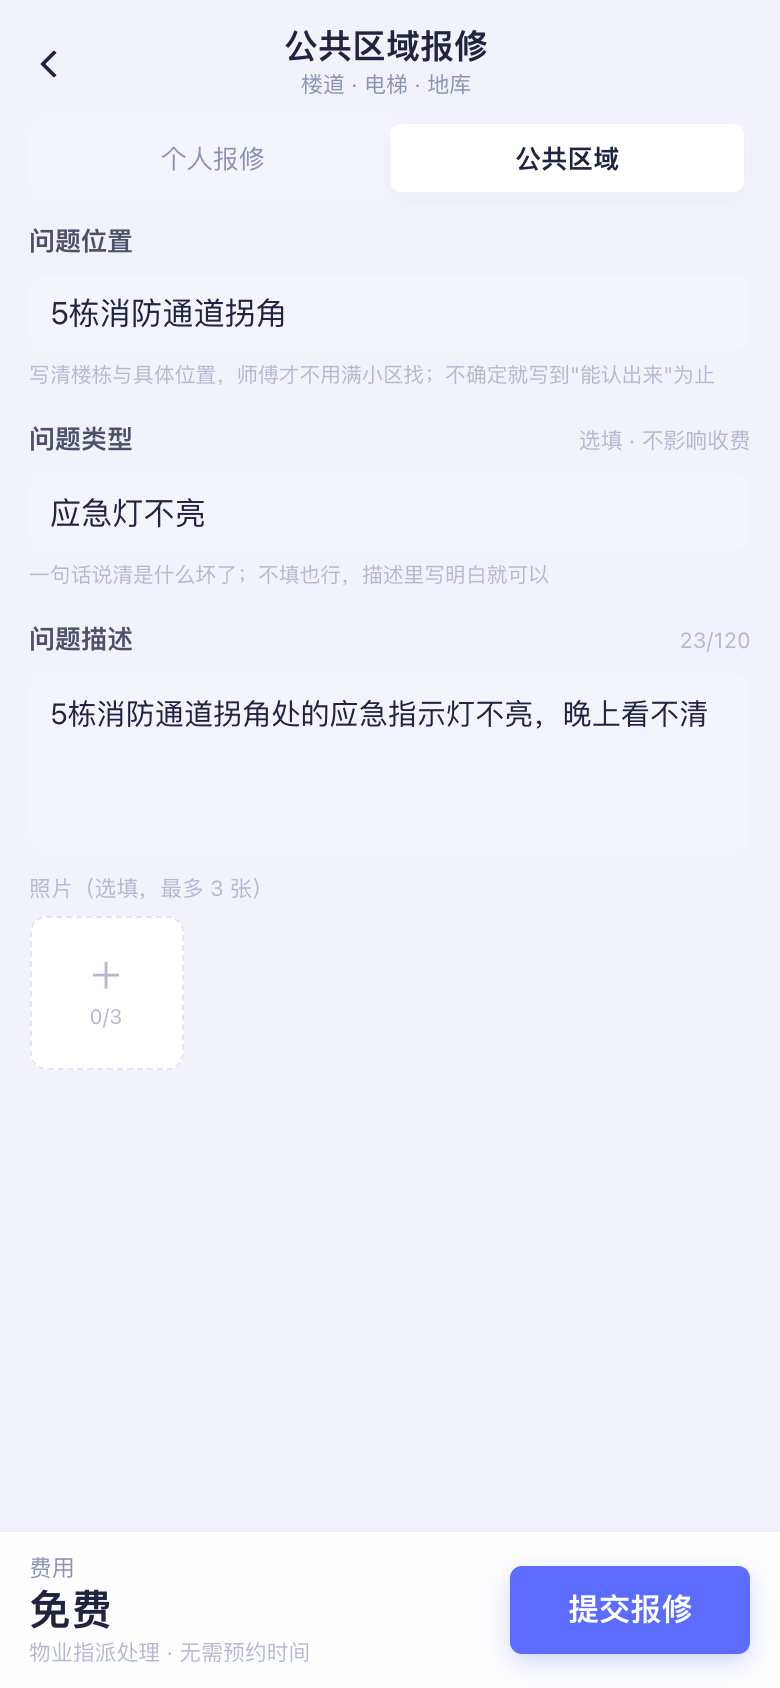 公共区域报修
楼道 · 电梯 · 地库
个人报修
公共区域
问题位置
5栋消防通道拐角
写清楼栋与具体位置，师傅才不用满小区找；不确定就写到"能认出来"为止
问题类型
选填 · 不影响收费
应急灯不亮
一句话说清是什么坏了；不填也行，描述里写明白就可以
问题描述
23/120
5栋消防通道拐角处的应急指示灯不亮，晚上看不清
照片（选填，最多 3 张）
0/3
费用
免费
物业指派处理 · 无需预约时间
提交报修